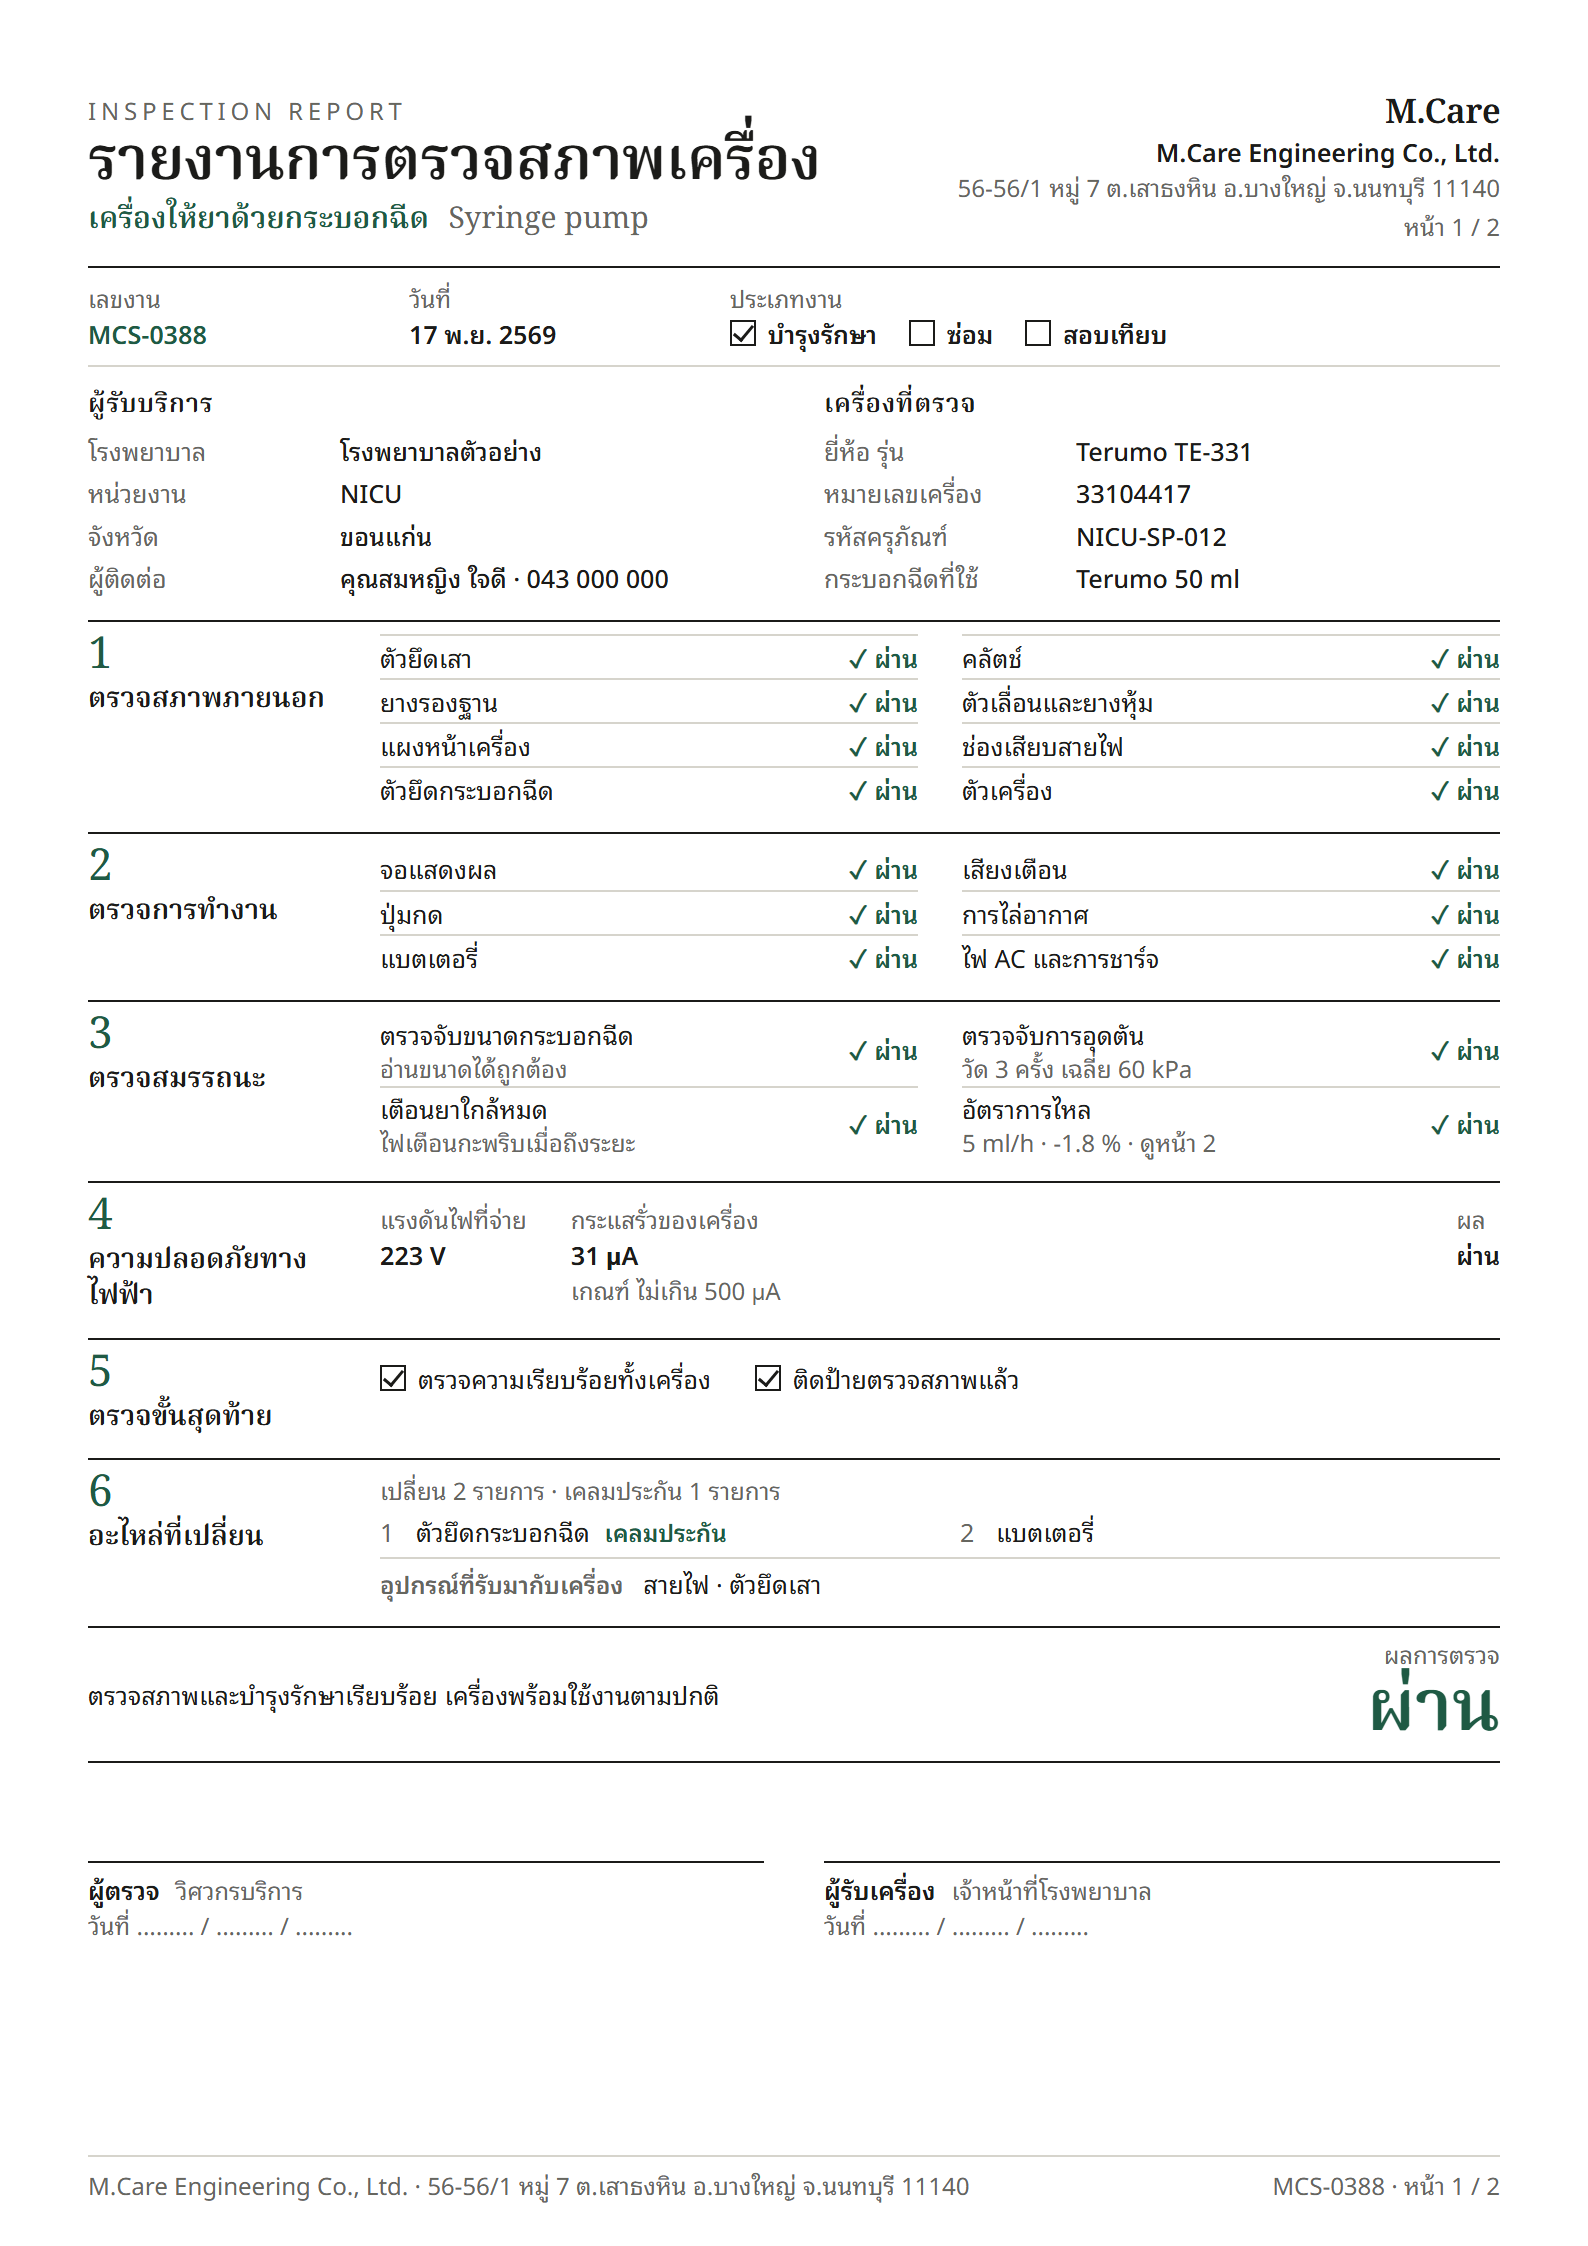 INSPECTION REPORT
รายงานการตรวจสภาพเครื่อง
เครื่องให้ยาด้วยกระบอกฉีด Syringe pump
M.Care
M.Care Engineering Co., Ltd.
56-56/1 หมู่ 7 ต.เสาธงหิน อ.บางใหญ่ จ.นนทบุรี 11140
หน้า 1 / 2
เลขงาน วันที่ ประเภทงาน
MCS-0388 17 พ.ย. 2569 บำรุงรักษา ซ่อม สอบเทียบ
ผู้รับบริการ
โรงพยาบาล โรงพยาบาลตัวอย่าง
หน่วยงาน NICU
จังหวัด ขอนแก่น
ผู้ติดต่อ คุณสมหญิง ใจดี · 043 000 000
เครื่องที่ตรวจ
ยี่ห้อ รุ่น Terumo TE-331
หมายเลขเครื่อง 33104417
รหัสครุภัณฑ์ NICU-SP-012
กระบอกฉีดที่ใช้ Terumo 50 ml
1
ตรวจสภาพภายนอก
ตัวยึดเสา ✓ ผ่าน คลัตช์ ✓ ผ่าน
ยางรองฐาน ✓ ผ่าน ตัวเลื่อนและยางหุ้ม ✓ ผ่าน
แผงหน้าเครื่อง ✓ ผ่าน ช่องเสียบสายไฟ ✓ ผ่าน
ตัวยึดกระบอกฉีด ✓ ผ่าน ตัวเครื่อง ✓ ผ่าน
2
ตรวจการทำงาน
จอแสดงผล ✓ ผ่าน เสียงเตือน ✓ ผ่าน
ปุ่มกด ✓ ผ่าน การไล่อากาศ ✓ ผ่าน
แบตเตอรี่ ✓ ผ่าน ไฟ AC และการชาร์จ ✓ ผ่าน
3
ตรวจสมรรถนะ
ตรวจจับขนาดกระบอกฉีด ✓ ผ่าน
อ่านขนาดได้ถูกต้อง
ตรวจจับการอุดตัน ✓ ผ่าน
วัด 3 ครั้ง เฉลี่ย 60 kPa
เตือนยาใกล้หมด ✓ ผ่าน
ไฟเตือนกะพริบเมื่อถึงระยะ
อัตราการไหล ✓ ผ่าน
5 ml/h · -1.8 % · ดูหน้า 2
4
ความปลอดภัยทาง
ไฟฟ้า
แรงดันไฟที่จ่าย กระแสรั่วของเครื่อง ผล
223 V 31 µA ผ่าน
เกณฑ์ ไม่เกิน 500 µA
5
ตรวจขั้นสุดท้าย
ตรวจความเรียบร้อยทั้งเครื่อง ติดป้ายตรวจสภาพแล้ว
6
อะไหล่ที่เปลี่ยน
เปลี่ยน 2 รายการ · เคลมประกัน 1 รายการ
1 ตัวยึดกระบอกฉีด เคลมประกัน 2 แบตเตอรี่
อุปกรณ์ที่รับมากับเครื่อง สายไฟ · ตัวยึดเสา
ตรวจสภาพและบำรุงรักษาเรียบร้อย เครื่องพร้อมใช้งานตามปกติ
ผลการตรวจ
ผ่าน
ผู้ตรวจ วิศวกรบริการ
วันที่ ......... / ......... / .........
ผู้รับเครื่อง เจ้าหน้าที่โรงพยาบาล
วันที่ ......... / ......... / .........
M.Care Engineering Co., Ltd. · 56-56/1 หมู่ 7 ต.เสาธงหิน อ.บางใหญ่ จ.นนทบุรี 11140
MCS-0388 · หน้า 1 / 2